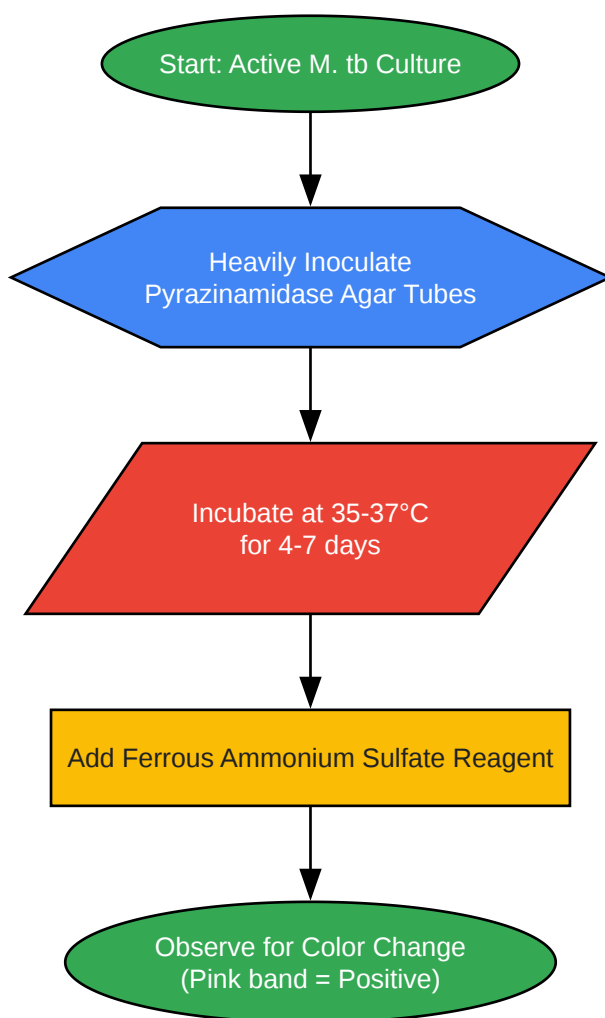 Start: Active M. tb Culture
Heavily Inoculate
Pyrazinamidase Agar Tubes
Incubate at 35-37°C
for 4-7 days
Add Ferrous Ammonium Sulfate Reagent
Observe for Color Change
(Pink band = Positive)